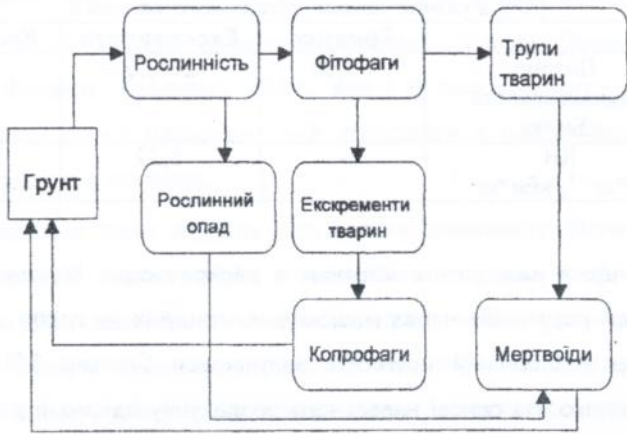 Рослинність
Фітофаги
Трупи
тварин
Грунт
Рослинний
опад
Екскременти
тварин
Копрофаги
Мертвоїди